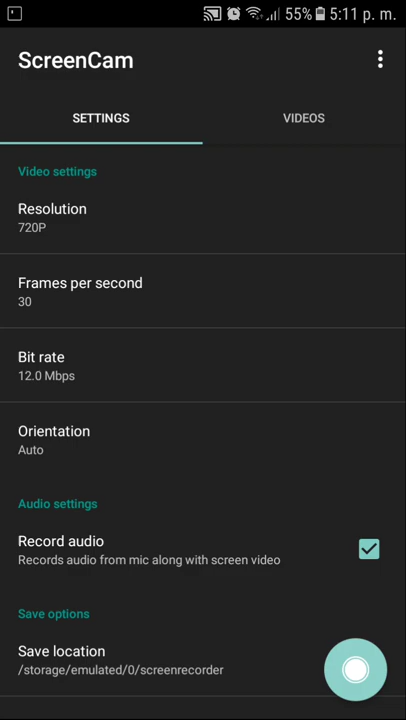 55% 5:11 p. m.
ScreenCam
SETTINGS
VIDEOS
Video settings
Resolution
720P
Frames per second
30
Bit rate
12.0 Mbps
Orientation
Auto
Audio settings
Record audio
Records audio from mic along with screen video
Save options
Save location
/storage/emulated/0/screenrecorder